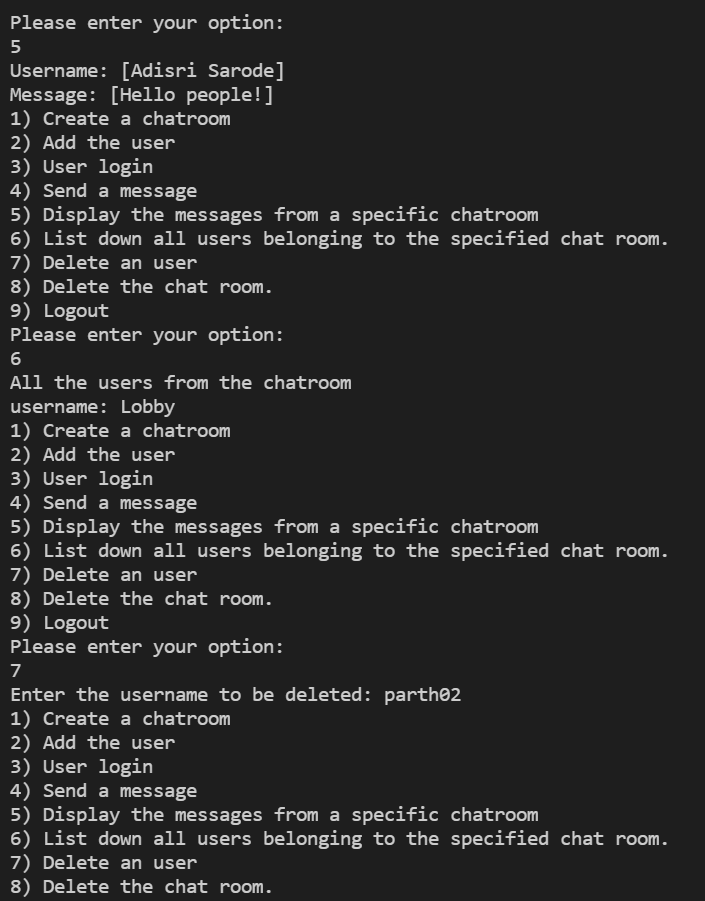 Please enter your option:
5
Username: [Adisri Sarode]
Message: [Hello people!]
1) Create a chatroom
2) Add the user
3) User login
4) Send a message
5) Display the messages from a specific chatroom
6) List down all users belonging to the specified chat room.
7) Delete an user
8) Delete the chat room.
9) Logout
Please enter your option:
6
All the users from the chatroom
username: Lobby
1) Create a chatroom
2) Add the user
3) User login
4) Send a message
5) Display the messages from a specific chatroom
6) List down all users belonging to the specified chat room.
7) Delete an user
8) Delete the chat room.
9) Logout
Please enter your option:
7
Enter the username to be deleted: parth02
1) Create a chatroom
2) Add the user
3) User login
4) Send a message
5) Display the messages from a specific chatroom
6) List down all users belonging to the specified chat room.
7) Delete an user
8) Delete the chat room.